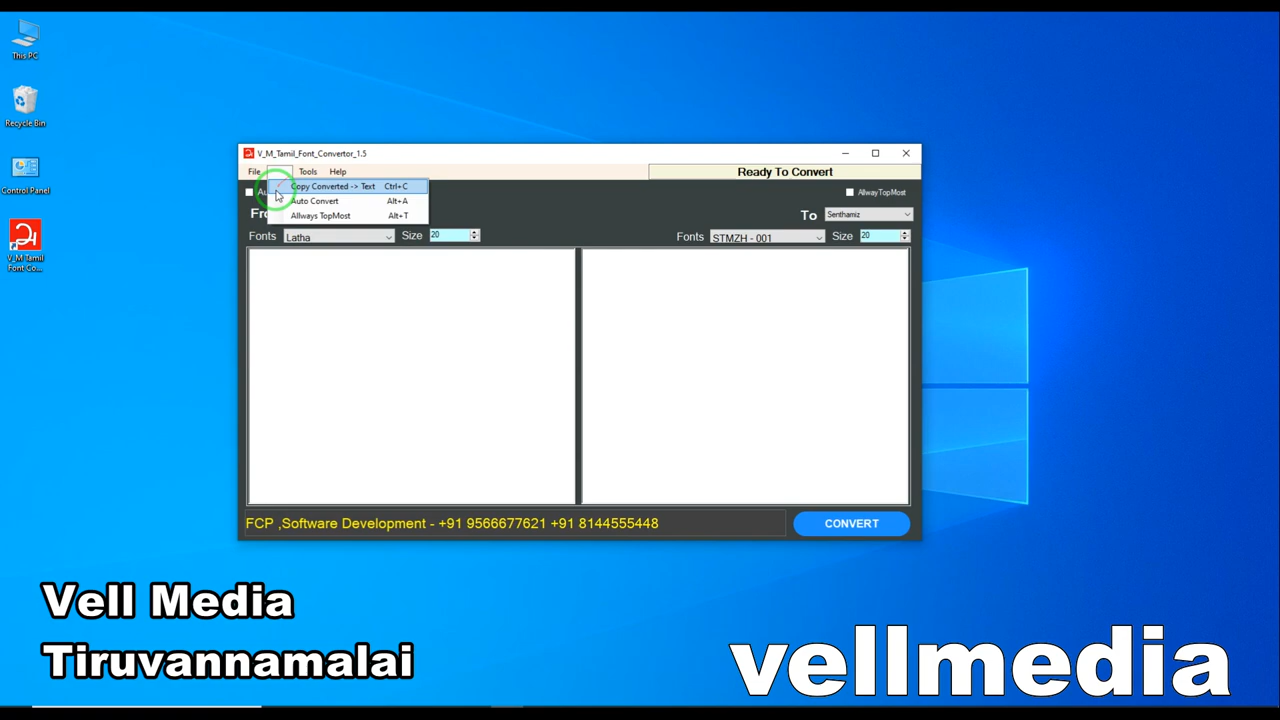 This PC
Recycle Bin
Control Panel
V_M Tamil
Font Co...
V_M_Tamil_Font_Convertor_1.5
File Tools Help
Ready To Convert
Copy Converted -> Text Ctrl+C
Auto Convert Alt+A
Allways TopMost Alt+T
AllwayTopMost
To Senthamiz
Fonts Latha Size 20
Fonts STMZH - 001 Size 20
FCP ,Software Development - +91 9566677621 +91 8144555448
CONVERT
Vell Media
Tiruvannamalai
vellmedia